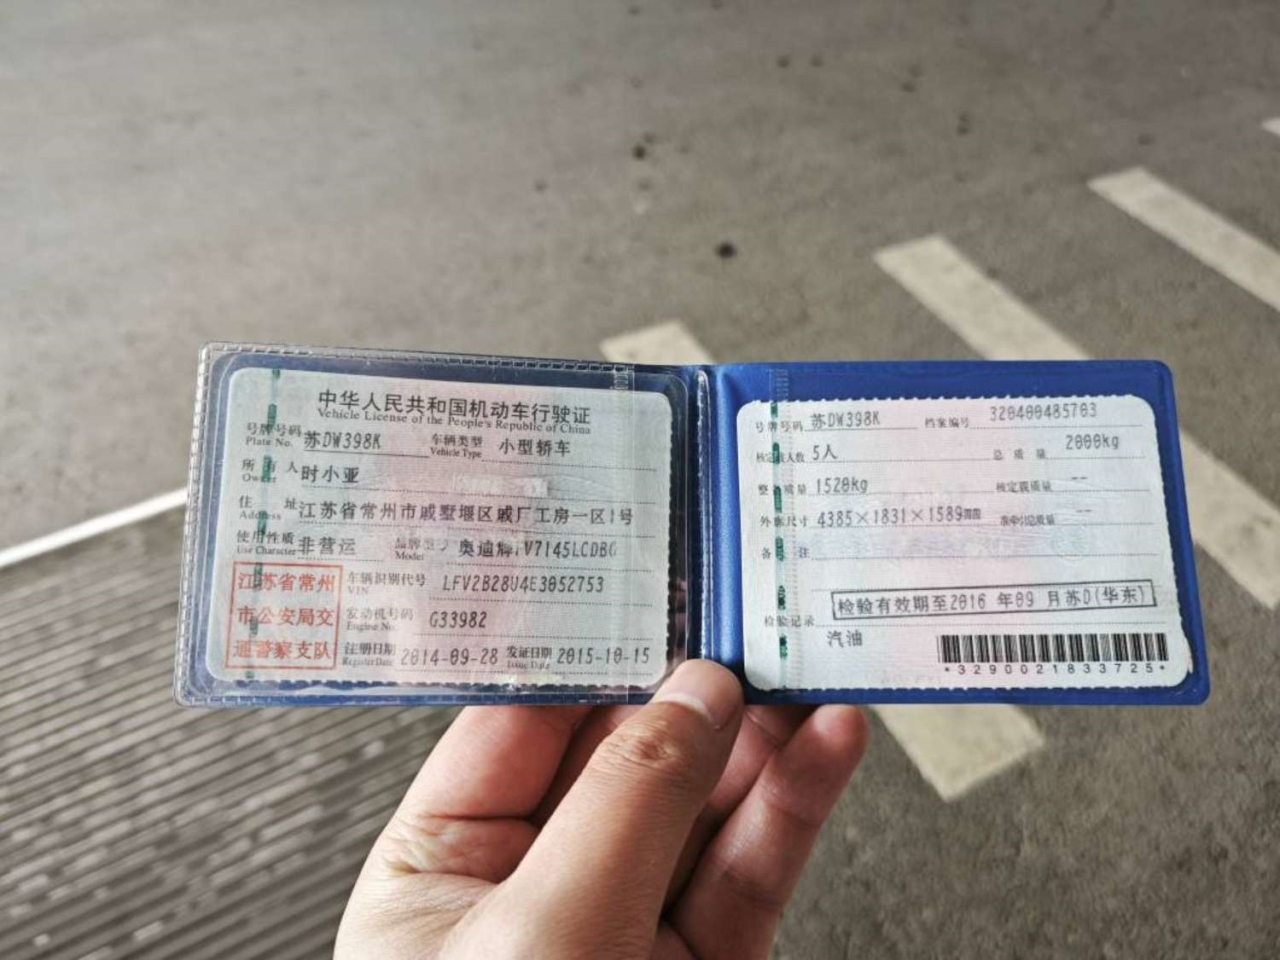 中华人民共和国机动车行驶证
Vehicle License of the People's Republic of China
号牌号码 苏DW398K 车辆类型 小型轿车
Plate No. Vehicle Type
所有人 时小亚
Owner
住址 江苏省常州市戚墅堰区戚厂工房一区1号
Address
使用性质 非营运 品牌型号 奥迪牌FV7145LCDBG
Use Character Model
江苏省常州
市公安局交
通警察支队
车辆识别代号 LFV2B28U4E3052753
VIN
发动机号码 G33982
Engine No.
注册日期 2014-09-28 发证日期 2015-10-15
Register Date Issue Date
号牌号码 苏DW398K 档案编号 320400485703
核定载人数 5人 总质量 2000kg
整备质量 1520kg 核定载质量 --
外廓尺寸 4385×1831×1589mm 准牵引总质量 --
备注
检验有效期至2016 年09 月苏D(华东)
检验记录
汽油
*3290021833725*